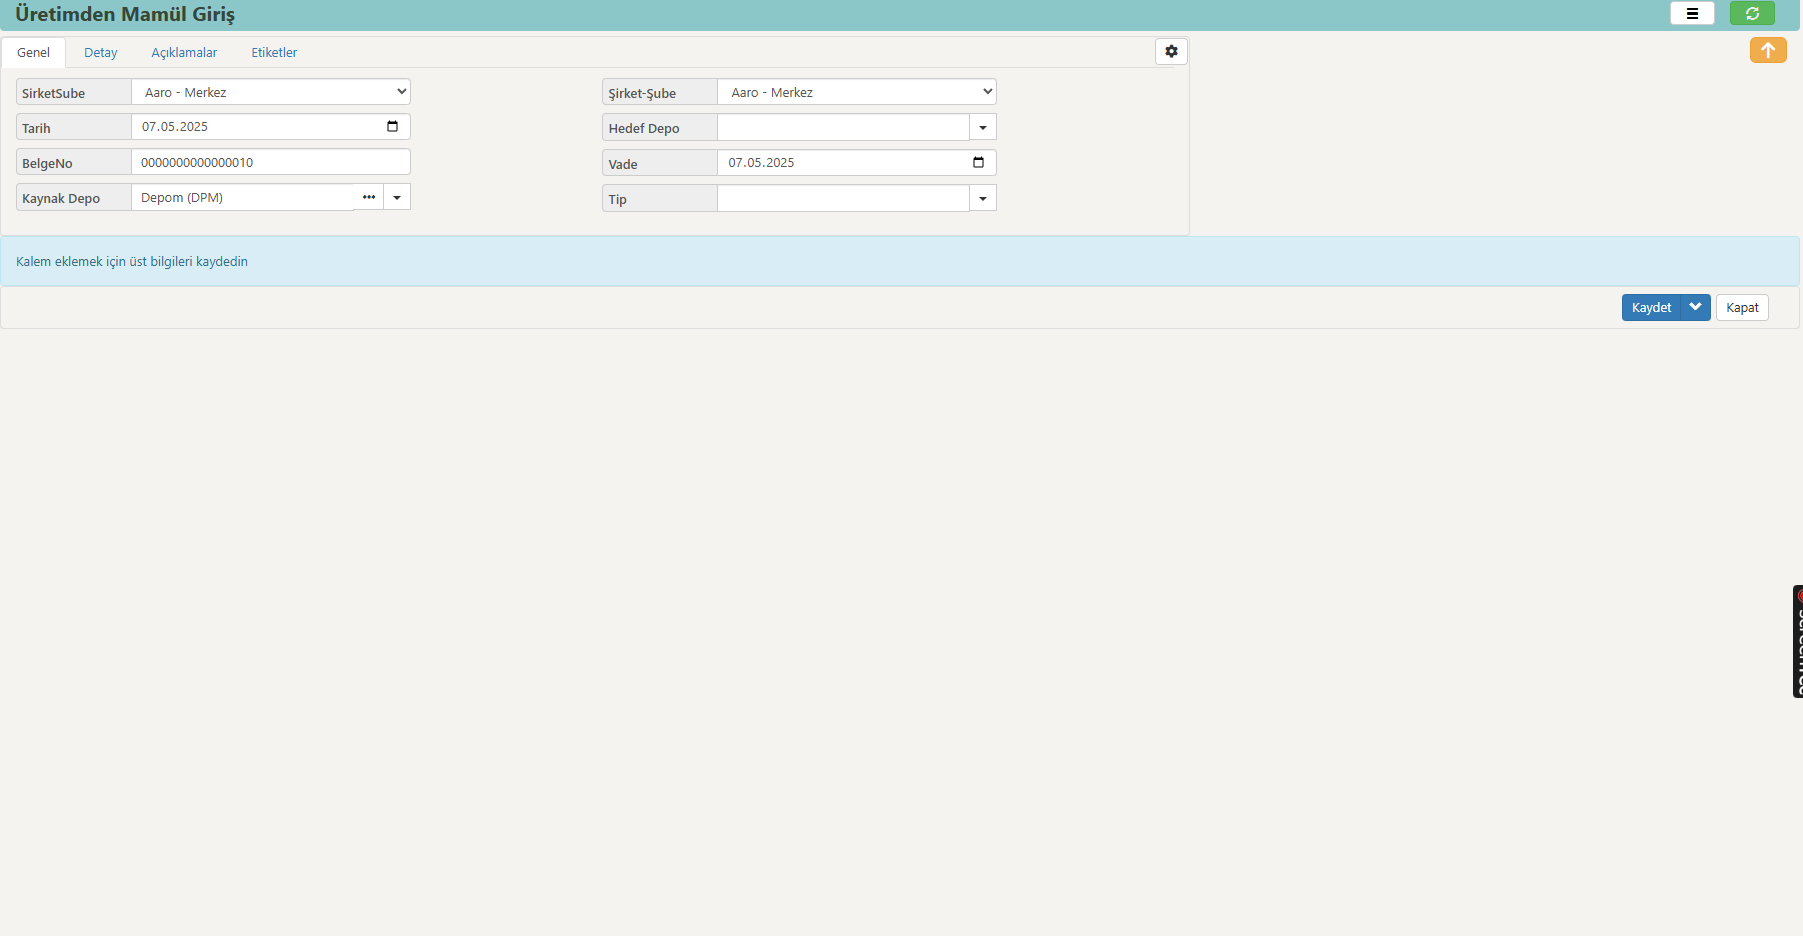 Üretimden Mamül Giriş
Genel Detay Açıklamalar Etiketler
SirketSube Aaro - Merkez Şirket-Şube Aaro - Merkez
Tarih 07.05.2025 Hedef Depo
BelgeNo 0000000000000010 Vade 07.05.2025
Kaynak Depo Depom (DPM) Tip
Kalem eklemek için üst bilgileri kaydedin
Kaydet Kapat